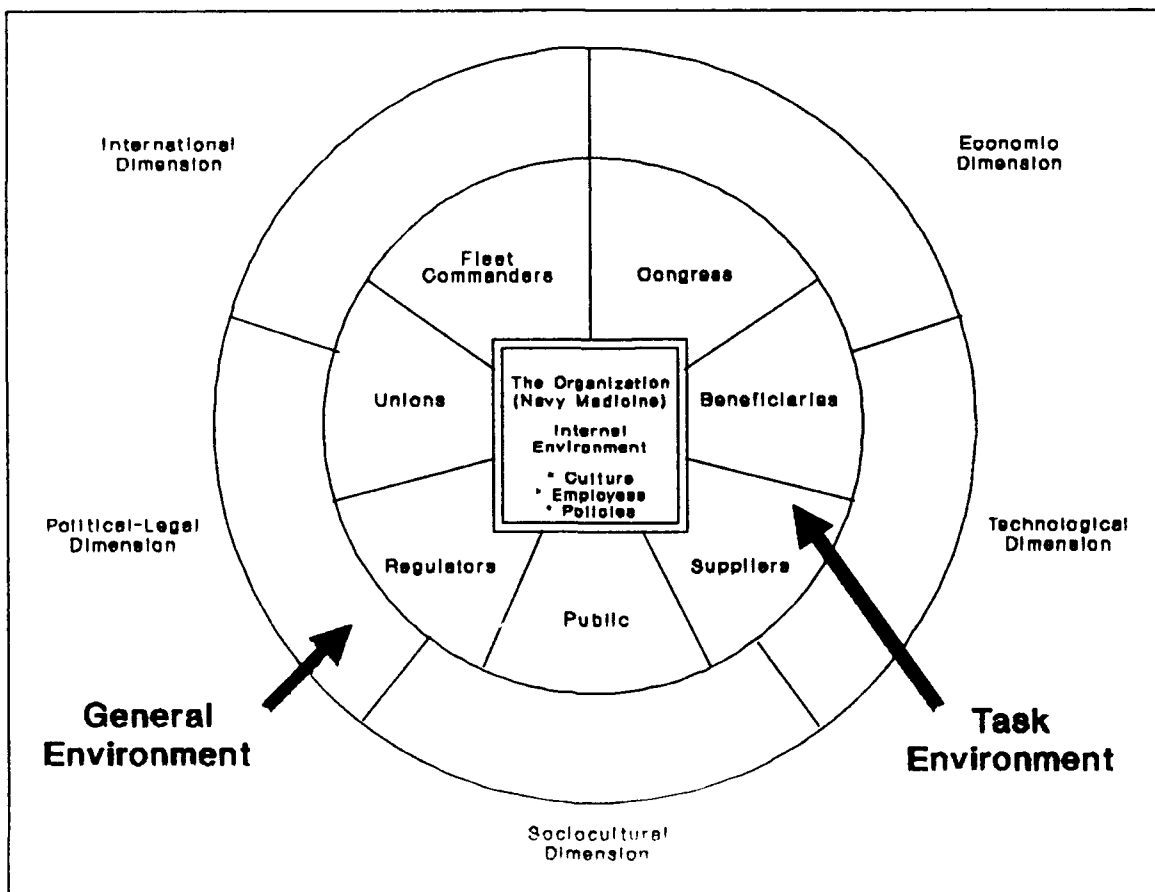 International
Dimension
Economic
Dimension
Fleet
Commanders
Congress
Unions
The Organization
(Navy Medicine)
Internal
Environment
* Culture
* Employees
* Policies
Beneficiaries
Political-Legal
Dimension
Technological
Dimension
Regulators
Suppliers
Public
General
Environment
Task
Environment
Sociocultural
Dimension